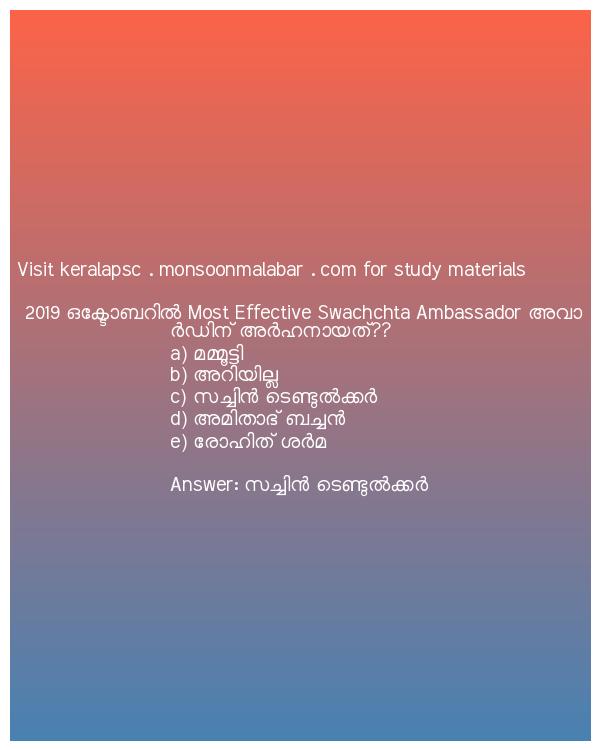 Visit keralapsc . monsoonmalabar . com for study materials
2019 ഒക്ടോബറിൽ Most Effective Swachchta Ambassador അവാ
ർഡിന് അർഹനായത്??
a) മമ്മൂട്ടി
b) അറിയില്ല
c) സച്ചിൻ ടെണ്ടുൽക്കർ
d) അമിതാഭ് ബച്ചൻ
e) രോഹിത് ശർമ
Answer: സച്ചിൻ ടെണ്ടുൽക്കർ